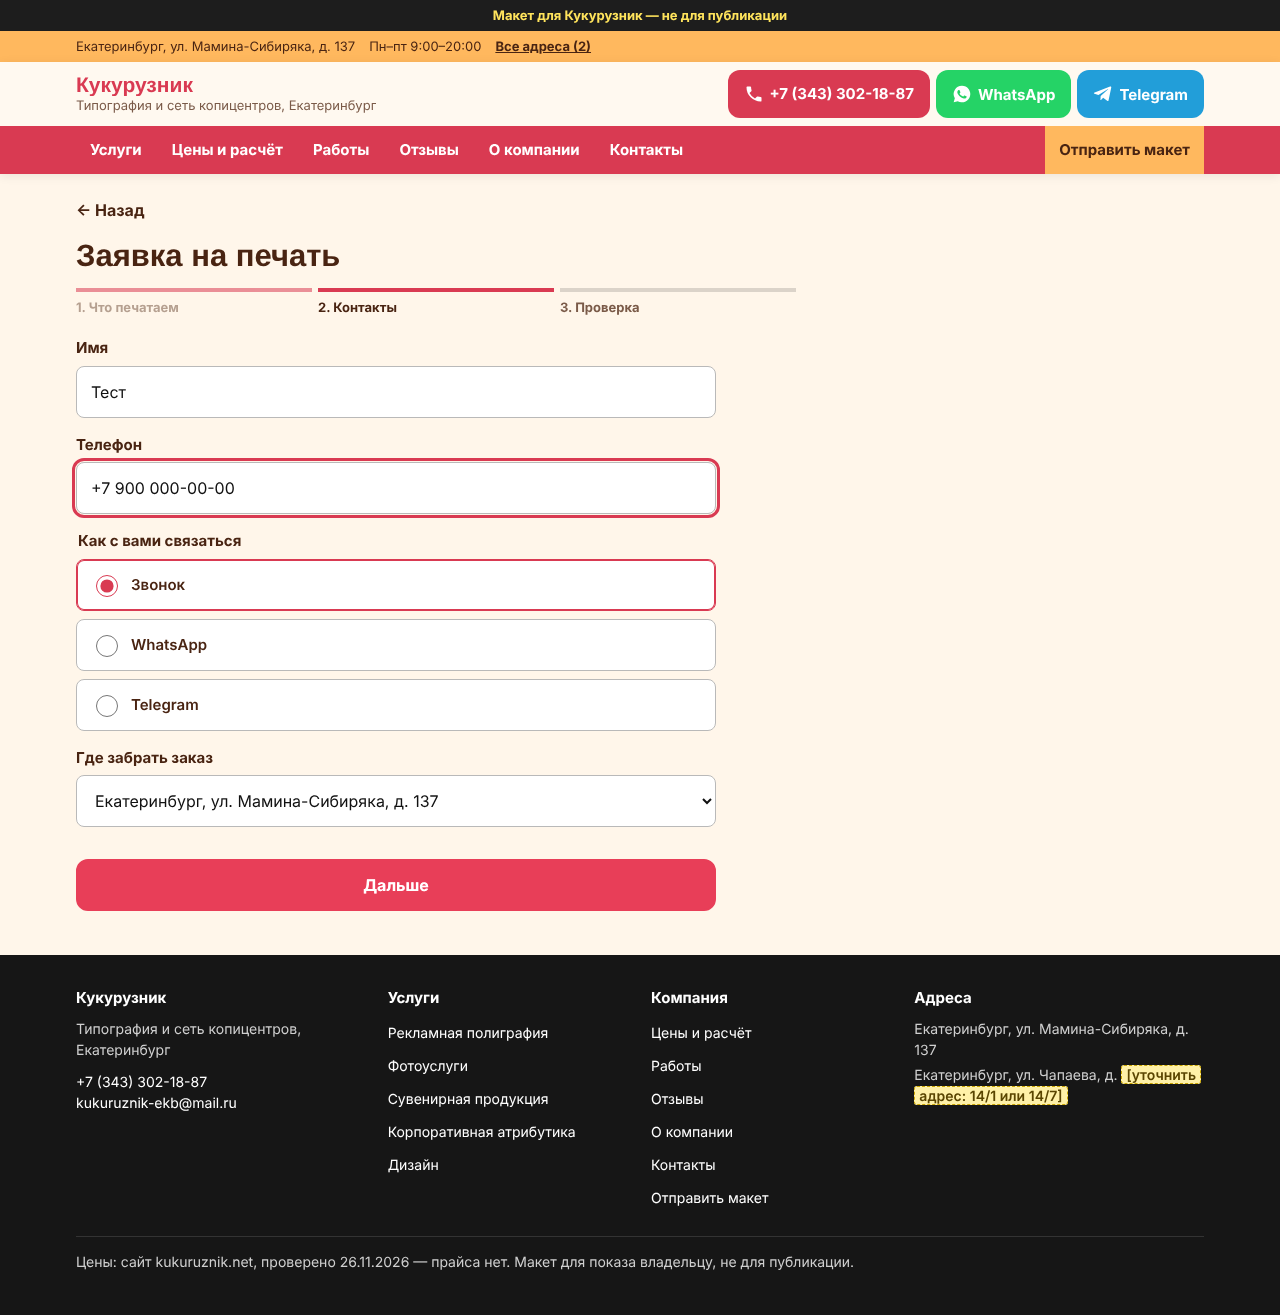 Макет для Кукурузник — не для публикации
Екатеринбург, ул. Мамина-Сибиряка, д. 137 Пн–пт 9:00–20:00 Все адреса (2)
Кукурузник
Типография и сеть копицентров, Екатеринбург
+7 (343) 302-18-87
WhatsApp
Telegram
Услуги Цены и расчёт Работы Отзывы О компании Контакты Отправить макет
← Назад
Заявка на печать
1. Что печатаем 2. Контакты 3. Проверка
Имя
Тест
Телефон
+7 900 000-00-00
Как с вами связаться
Звонок
WhatsApp
Telegram
Где забрать заказ
Екатеринбург, ул. Мамина-Сибиряка, д. 137
Дальше
Кукурузник
Типография и сеть копицентров,
Екатеринбург
+7 (343) 302-18-87
kukuruznik-ekb@mail.ru
Услуги
Рекламная полиграфия
Фотоуслуги
Сувенирная продукция
Корпоративная атрибутика
Дизайн
Компания
Цены и расчёт
Работы
Отзывы
О компании
Контакты
Отправить макет
Адреса
Екатеринбург, ул. Мамина-Сибиряка, д.
137
Екатеринбург, ул. Чапаева, д. [уточнить
адрес: 14/1 или 14/7]
Цены: сайт kukuruznik.net, проверено 26.11.2026 — прайса нет. Макет для показа владельцу, не для публикации.